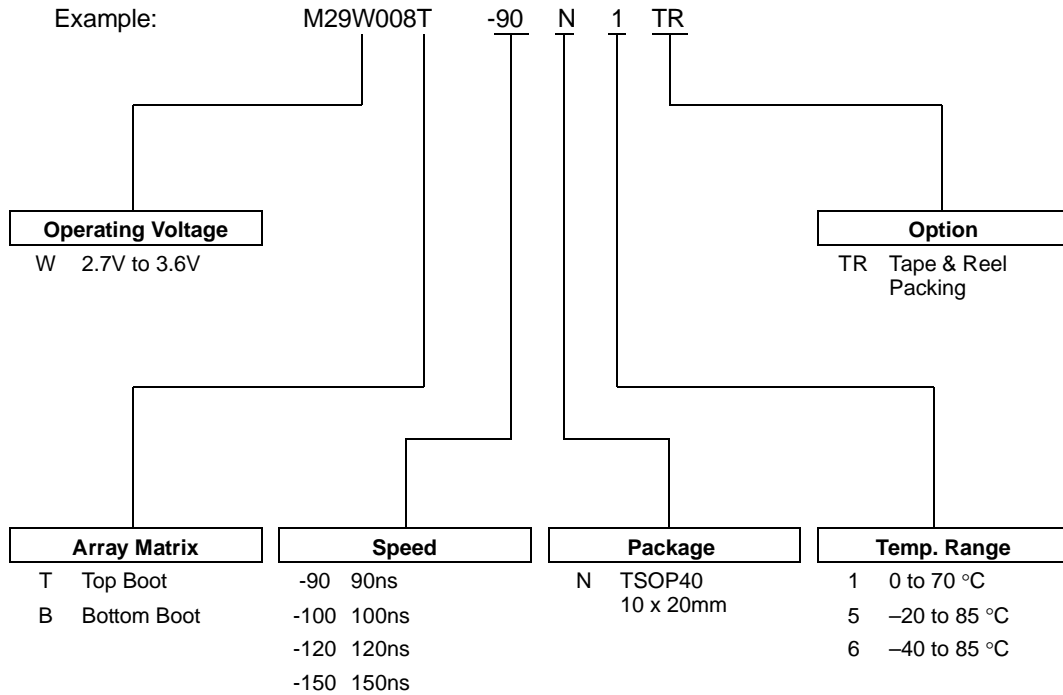 Example: M29W008T -90 N 1 TR
Operating Voltage
W 2.7V to 3.6V
Option
TR Tape & Reel
Packing
Array Matrix
T Top Boot
B Bottom Boot
Speed
-90 90ns
-100 100ns
-120 120ns
-150 150ns
Package
N TSOP40
10 x 20mm
Temp. Range
1 0 to 70 °C
5 –20 to 85 °C
6 –40 to 85 °C